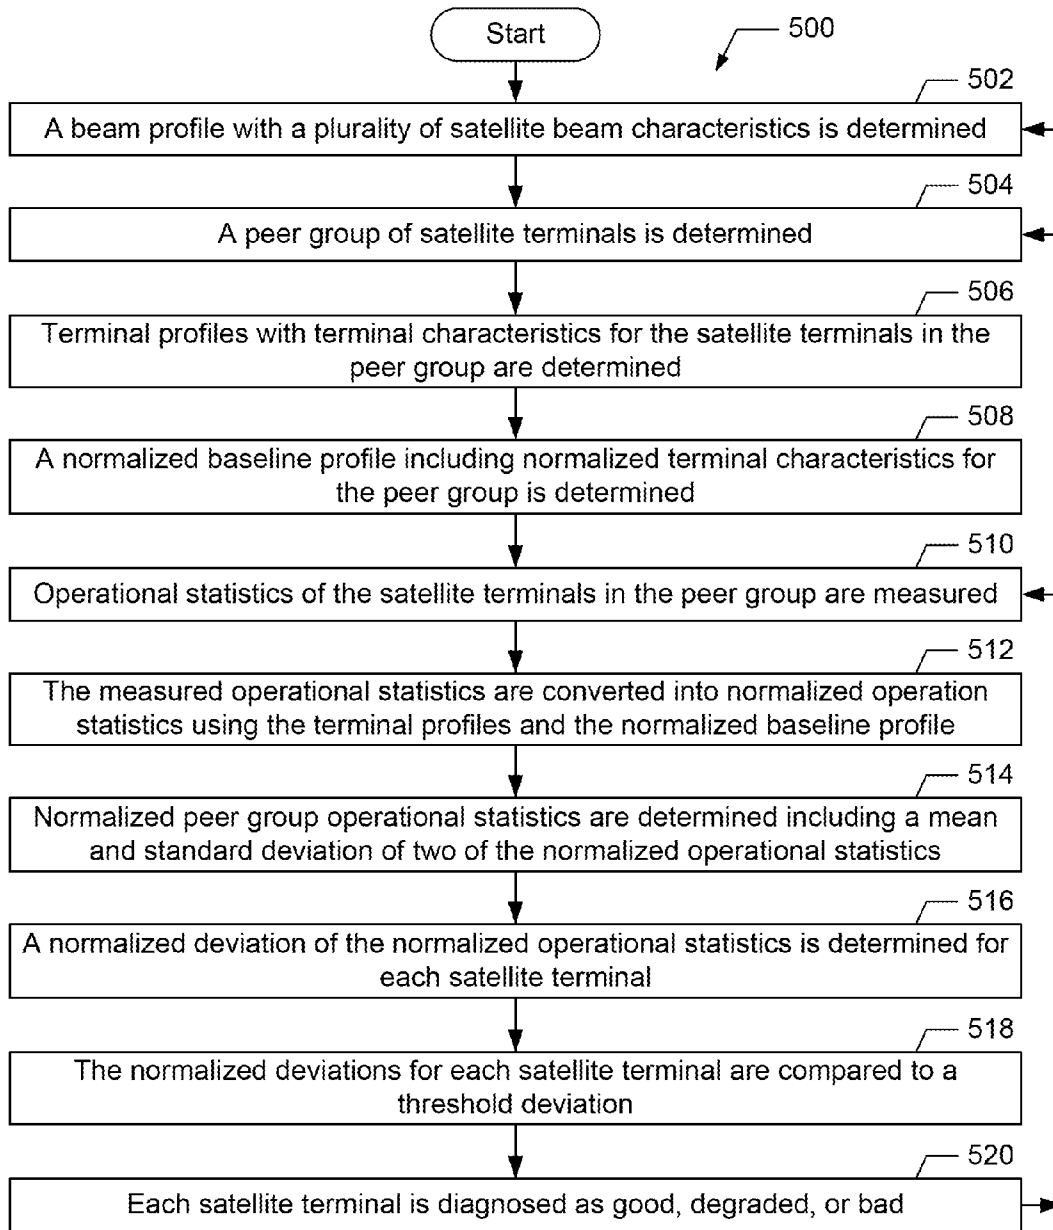 Start
500
502
A beam profile with a plurality of satellite beam characteristics is determined
504
A peer group of satellite terminals is determined
506
Terminal profiles with terminal characteristics for the satellite terminals in the
peer group are determined
508
A normalized baseline profile including normalized terminal characteristics for
the peer group is determined
510
Operational statistics of the satellite terminals in the peer group are measured
512
The measured operational statistics are converted into normalized operation
statistics using the terminal profiles and the normalized baseline profile
514
Normalized peer group operational statistics are determined including a mean
and standard deviation of two of the normalized operational statistics
516
A normalized deviation of the normalized operational statistics is determined for
each satellite terminal
518
The normalized deviations for each satellite terminal are compared to a
threshold deviation
520
Each satellite terminal is diagnosed as good, degraded, or bad